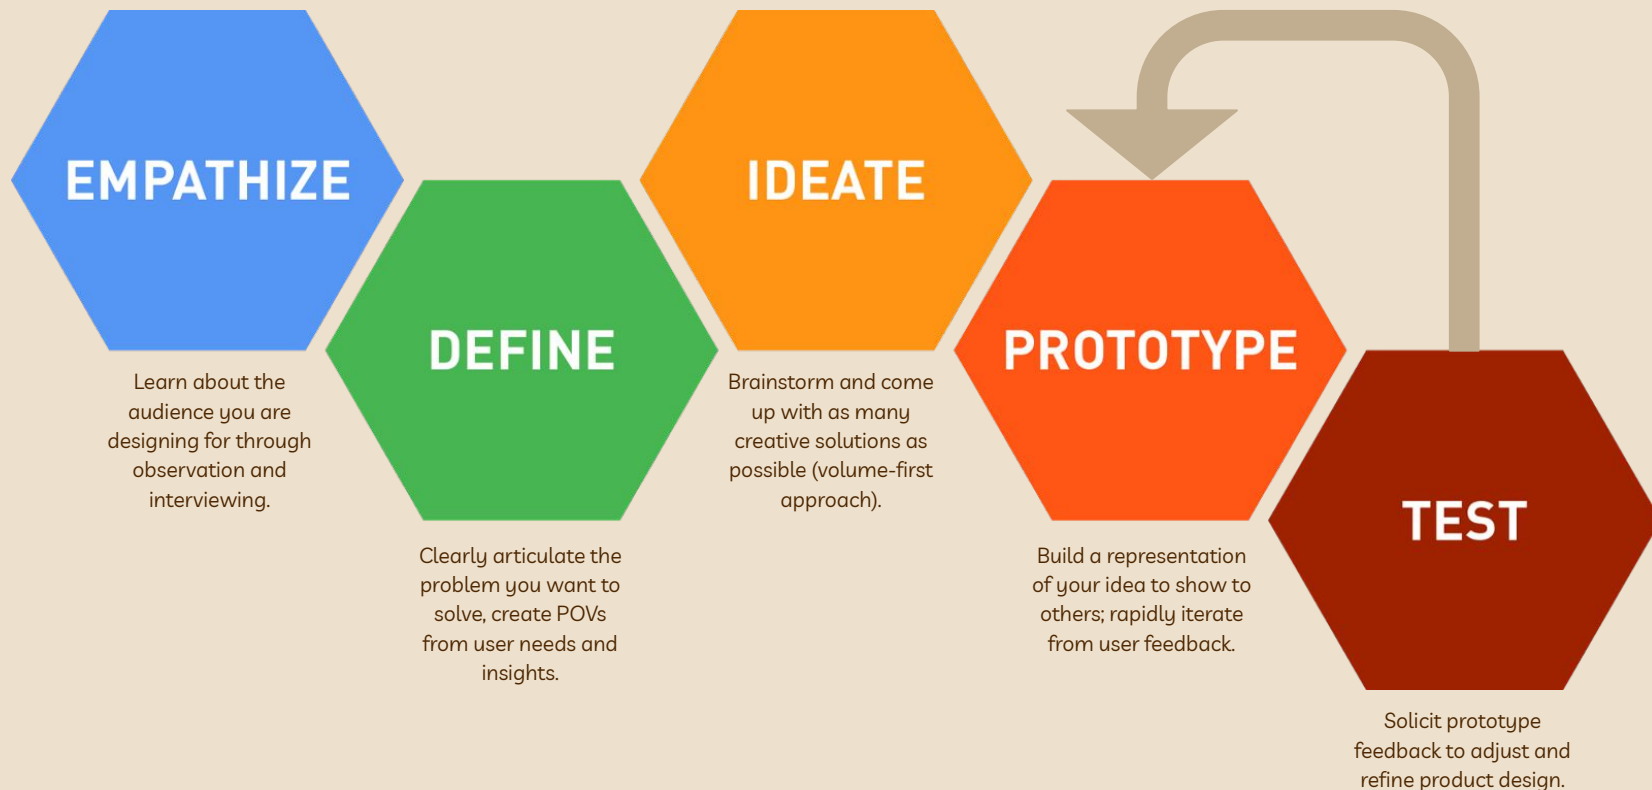 EMPATHIZE
Learn about the
audience you are
designing for through
observation and
interviewing.
DEFINE
Clearly articulate the
problem you want to
solve, create POVs
from user needs and
insights.
IDEATE
Brainstorm and come
up with as many
creative solutions as
possible (volume-first
approach).
PROTOTYPE
Build a representation
of your idea to show to
others; rapidly iterate
from user feedback.
TEST
Solicit prototype
feedback to adjust and
refine product design.